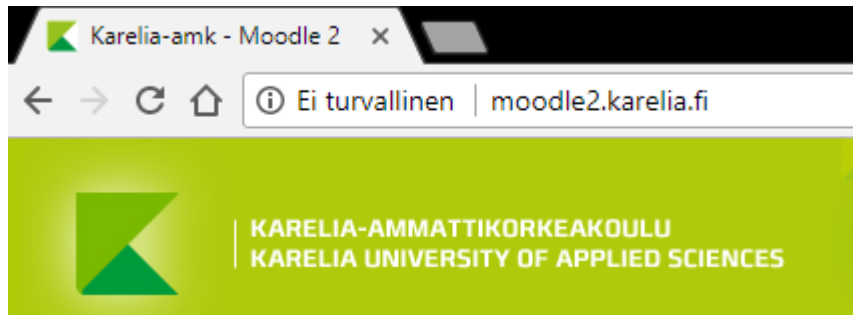 Karelia-amk - Moodle 2
Ei turvallinen | moodle2.karelia.fi
KARELIA-AMMATTIKORKEAKOULU
KARELIA UNIVERSITY OF APPLIED SCIENCES